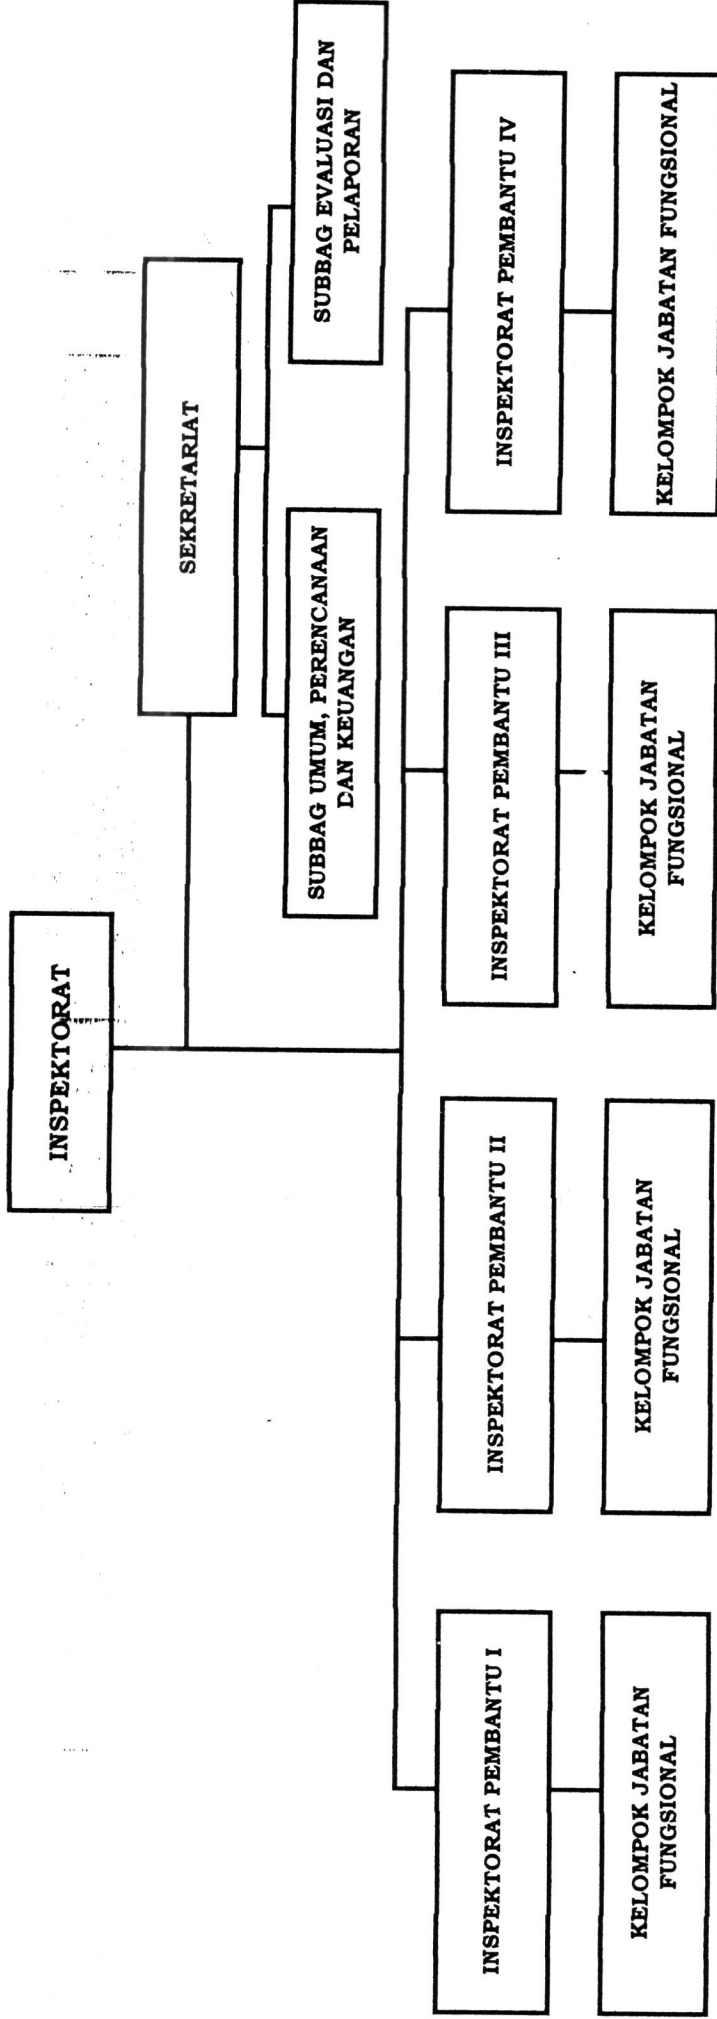 INSPEKTORAT
SEKRETARIAT
SUBBAG UMUM, PERENCANAAN
DAN KEUANGAN
SUBBAG EVALUASI DAN
PELAPORAN
INSPEKTORAT PEMBANTU I
INSPEKTORAT PEMBANTU II
INSPEKTORAT PEMBANTU III
INSPEKTORAT PEMBANTU IV
KELOMPOK JABATAN
FUNGSIONAL
KELOMPOK JABATAN
FUNGSIONAL
KELOMPOK JABATAN
FUNGSIONAL
KELOMPOK JABATAN FUNGSIONAL